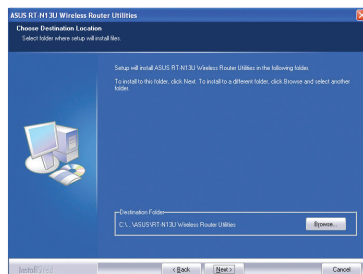 ASUS RT-N13U Wireless Router Utilities
Choose Destination Location
Select folder where setup will install files.
Setup will install ASUS RT-N13U Wireless Router Utilities in the following folder.
To install to this folder, click Next. To install to a different folder, click Browse and select another
folder.
Destination Folder
C:\...\ASUS\RT-N13U Wireless Router Utilities
Browse...
InstallShield
< Back
Next >
Cancel